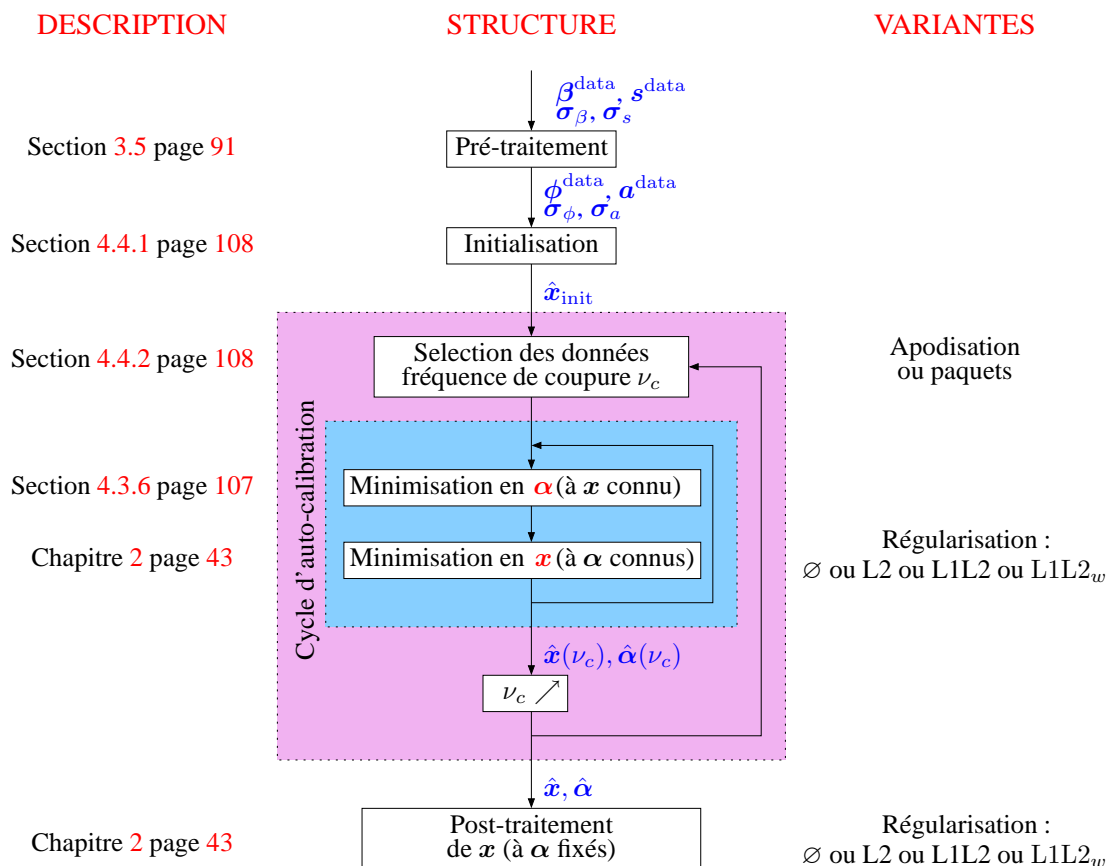 DESCRIPTION STRUCTURE VARIANTES
β^data, s^data
σ_β, σ_s
Section 3.5 page 91
Pré-traitement
ϕ^data, a^data
σ_ϕ, σ_a
Section 4.4.1 page 108
Initialisation
x̂_init
Section 4.4.2 page 108
Selection des données
fréquence de coupure ν_c
Apodisation
ou paquets
Cycle d'auto-calibration
Section 4.3.6 page 107
Minimisation en α (à x connu)
Chapitre 2 page 43
Minimisation en x (à α connus)
Régularisation :
∅ ou L2 ou L1L2 ou L1L2_w
x̂(ν_c), α̂(ν_c)
ν_c ↗
x̂, α̂
Chapitre 2 page 43
Post-traitement
de x (à α fixés)
Régularisation :
∅ ou L2 ou L1L2 ou L1L2_w